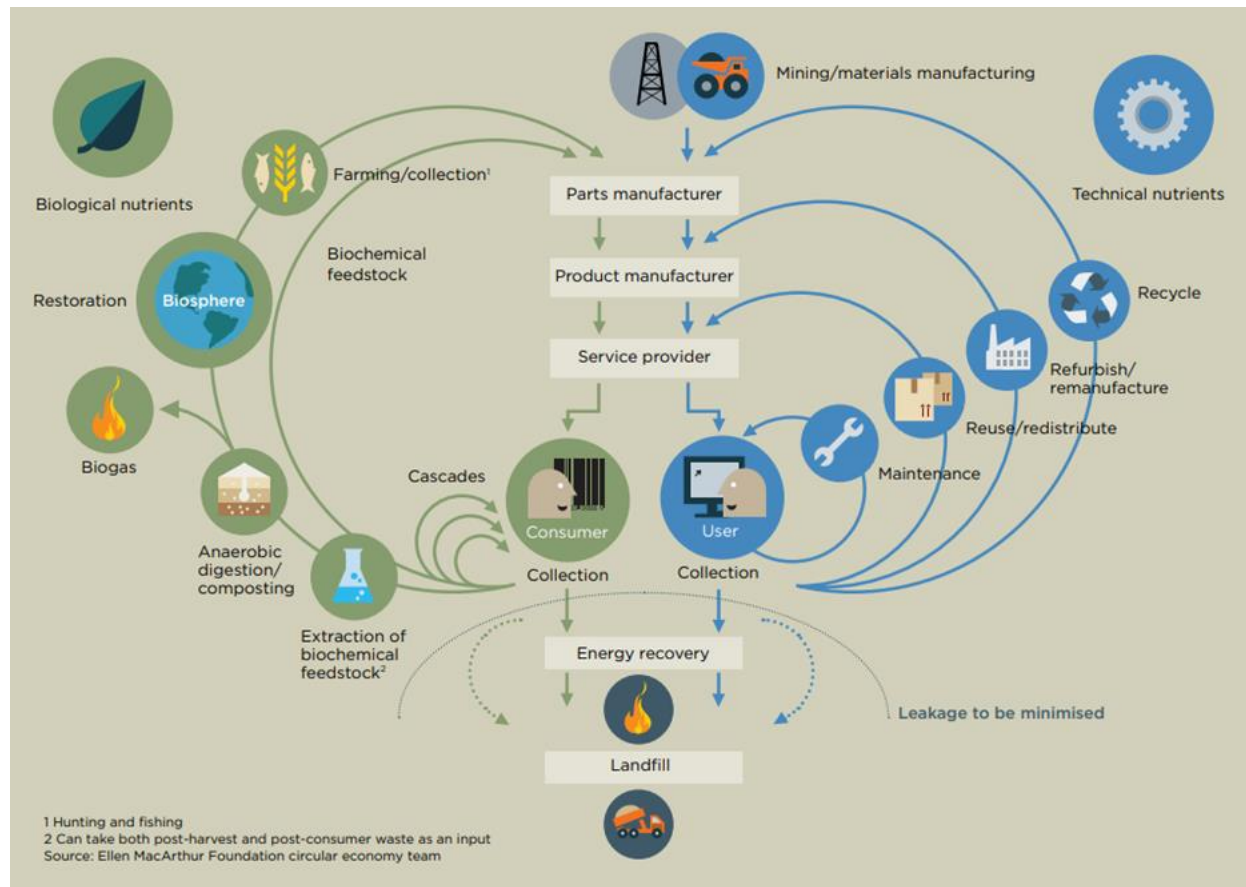 Mining/materials manufacturing
Biological nutrients
Farming/collection¹
Technical nutrients
Parts manufacturer
Biochemical
feedstock
Product manufacturer
Restoration
Biosphere
Recycle
Service provider
Refurbish/
remanufacture
Reuse/redistribute
Biogas
Cascades
Maintenance
Consumer
User
Anaerobic
digestion/
composting
Collection
Collection
Extraction of
biochemical
feedstock²
Energy recovery
Leakage to be minimised
Landfill
1 Hunting and fishing
2 Can take both post-harvest and post-consumer waste as an input
Source: Ellen MacArthur Foundation circular economy team